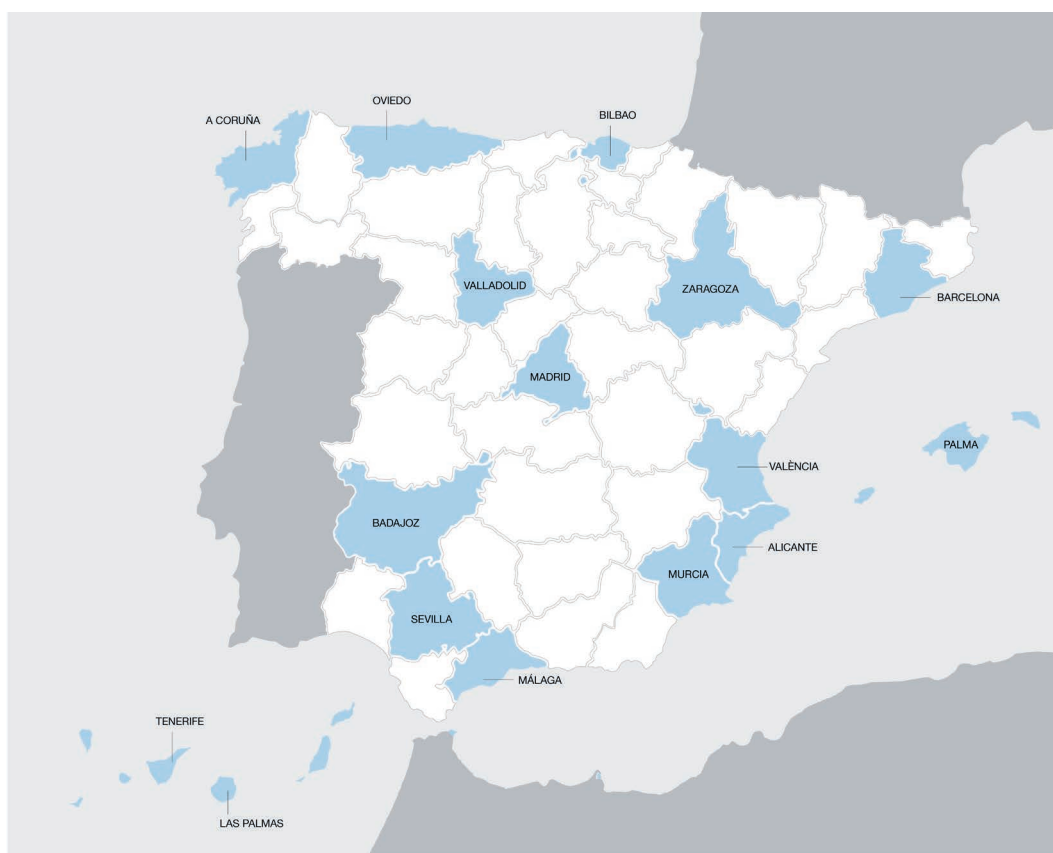 OVIEDO
BILBAO
A CORUÑA
VALLADOLID
ZARAGOZA
BARCELONA
MADRID
PALMA
VALÈNCIA
BADAJOZ
ALICANTE
MURCIA
SEVILLA
MÁLAGA
TENERIFE
LAS PALMAS